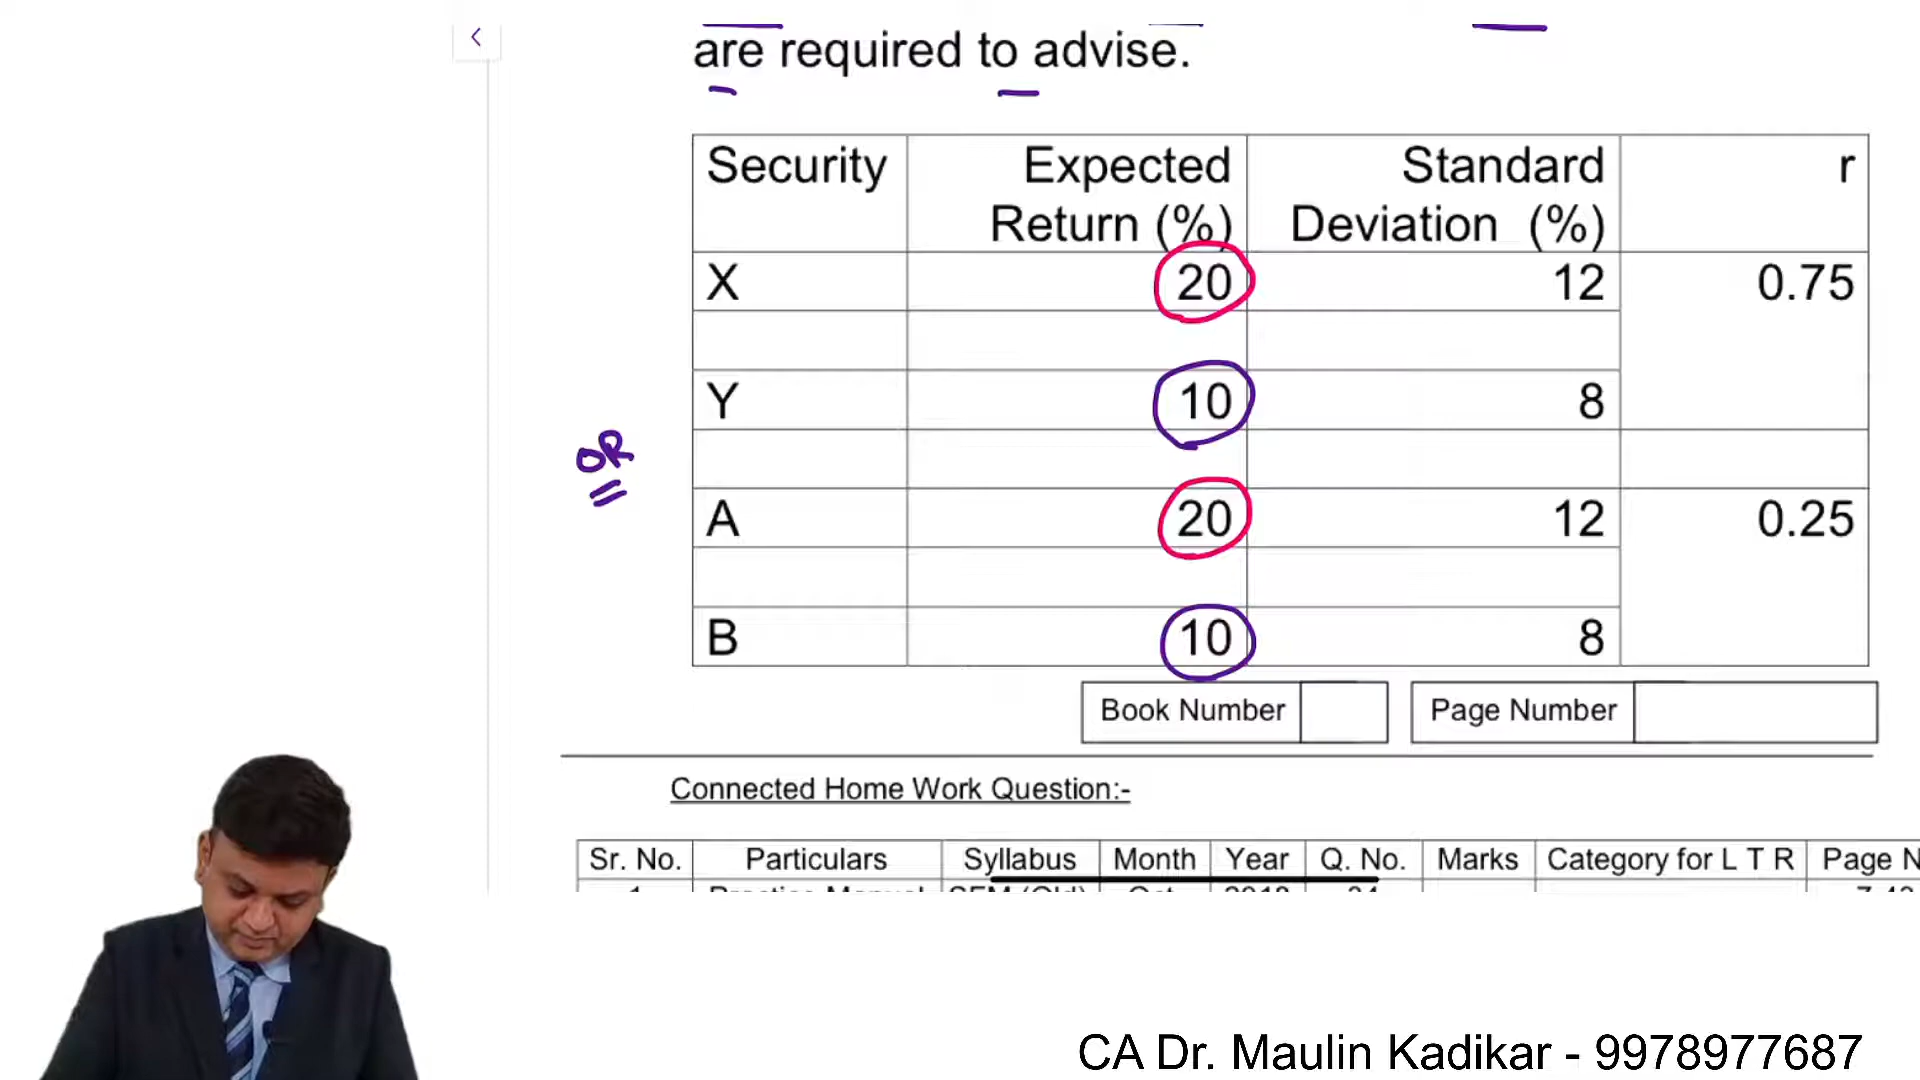 are required to advise.
Security Expected Return (%) Standard Deviation (%) r
X 20 12 0.75
Y 10 8
OR
A 20 12 0.25
B 10 8
Book Number Page Number
Connected Home Work Question:-
Sr. No. Particulars Syllabus Month Year Q. No. Marks Category for L T R Page N
CA Dr. Maulin Kadikar - 9978977687